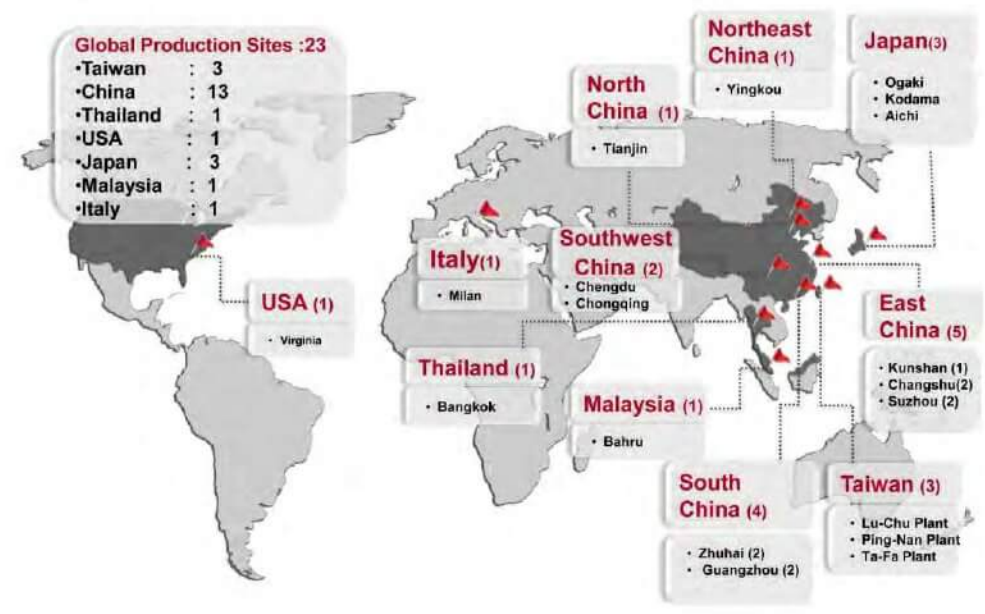 Global Production Sites :23
•Taiwan : 3
•China : 13
•Thailand : 1
•USA : 1
•Japan : 3
•Malaysia : 1
•Italy : 1
Northeast
China (1)
• Yingkou
Japan(3)
• Ogaki
• Kodama
• Aichi
North
China (1)
• Tianjin
Italy(1)
• Milan
Southwest
China (2)
• Chengdu
• Chongqing
USA (1)
• Virginia
East
China (5)
• Kunshan (1)
• Changshu(2)
• Suzhou (2)
Thailand (1)
• Bangkok
Malaysia (1)
• Bahru
South
China (4)
• Zhuhai (2)
• Guangzhou (2)
Taiwan (3)
• Lu-Chu Plant
• Ping-Nan Plant
• Ta-Fa Plant